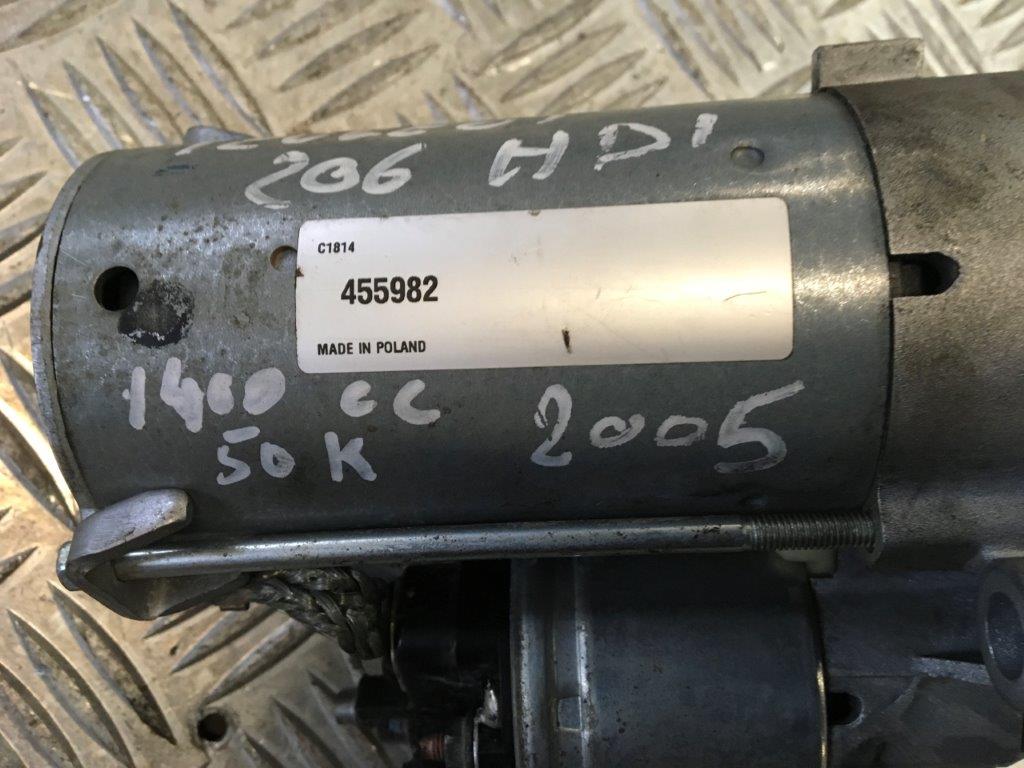 206 HDI
C1814
455982
MADE IN POLAND
1400 CC
50K
2005